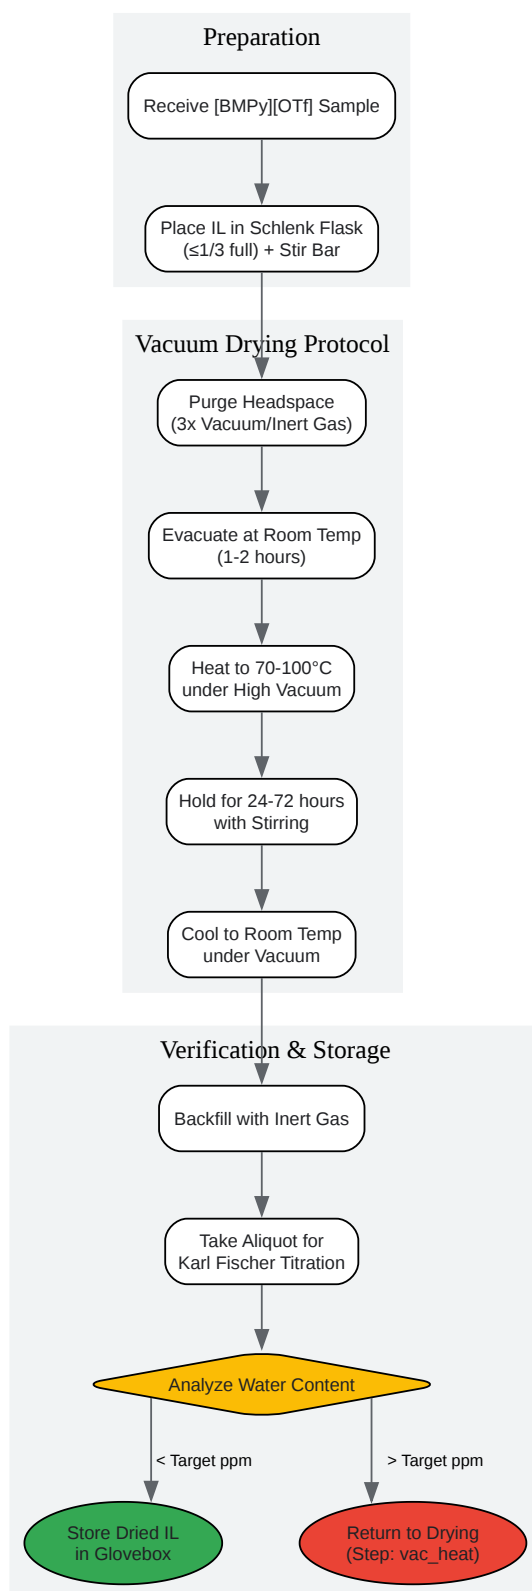 Preparation
Receive [BMPy][OTf] Sample
Place IL in Schlenk Flask
(≤1/3 full) + Stir Bar
Vacuum Drying Protocol
Purge Headspace
(3x Vacuum/Inert Gas)
Evacuate at Room Temp
(1-2 hours)
Heat to 70-100°C
under High Vacuum
Hold for 24-72 hours
with Stirring
Cool to Room Temp
under Vacuum
Verification & Storage
Backfill with Inert Gas
Take Aliquot for
Karl Fischer Titration
Analyze Water Content
< Target ppm
> Target ppm
Store Dried IL
in Glovebox
Return to Drying
(Step: vac_heat)